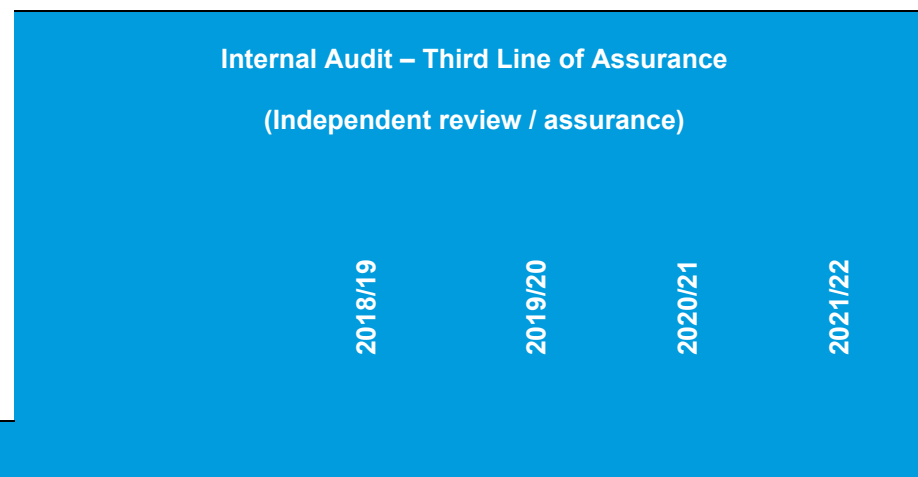 Internal Audit – Third Line of Assurance
(Independent review / assurance)
2018/19
2019/20
2020/21
2021/22